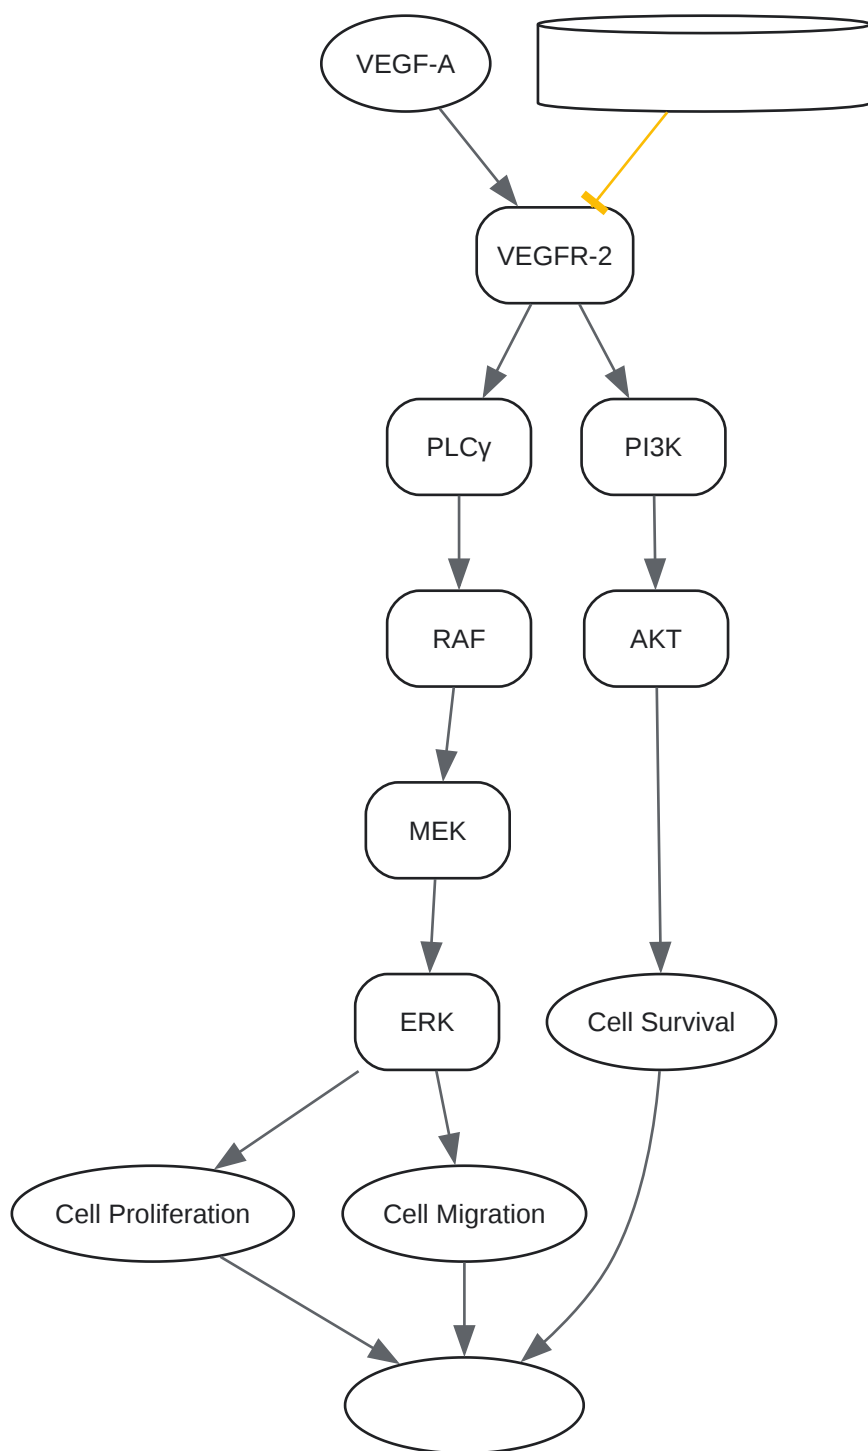 VEGF-A
VEGFR-2
PLCγ
PI3K
RAF
AKT
MEK
ERK
Cell Survival
Cell Proliferation
Cell Migration